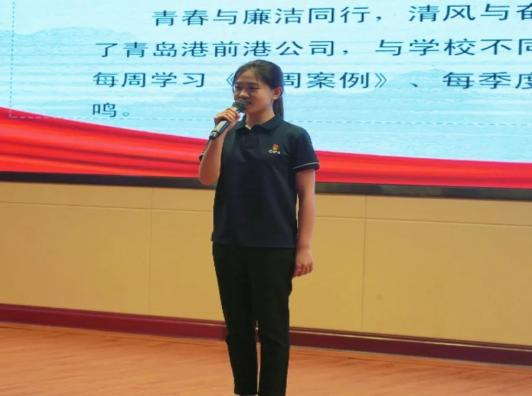 青春与廉洁同行，清风与奋
了青岛港前港公司，与学校不同
每周学习《 周案例》、每季度
鸣。